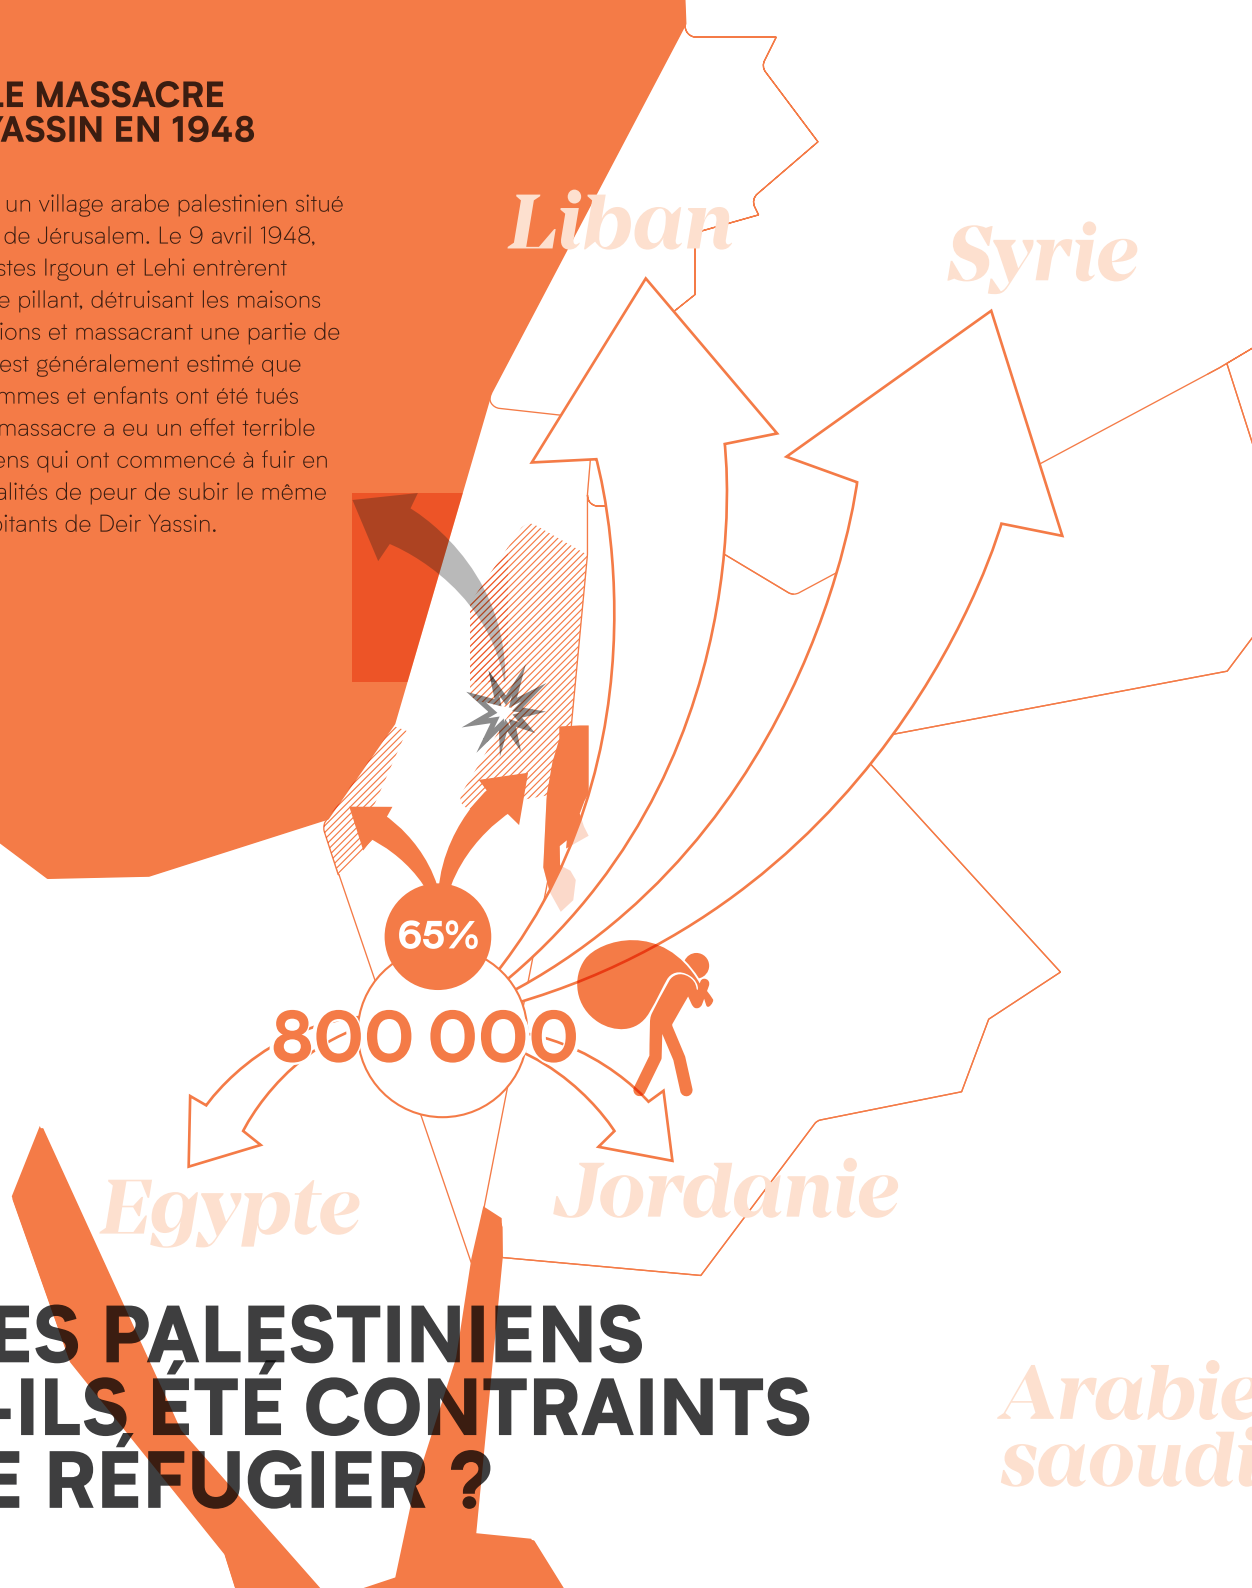 LE MASSACRE
YASSIN EN 1948
un village arabe palestinien situé
de Jérusalem. Le 9 avril 1948,
stes Irgoun et Lehi entrèrent
e pillant, détruisant les maisons
ions et massacrant une partie de
est généralement estimé que
mmes et enfants ont été tués
massacre a eu un effet terrible
ens qui ont commencé à fuir en
alités de peur de subir le même
bitants de Deir Yassin.
Liban
Syrie
65%
800 000
Egypte
Jordanie
ES PALESTINIENS
-ILS ÉTÉ CONTRAINTS
E RÉFUGIER ?
Arabie
saoudi